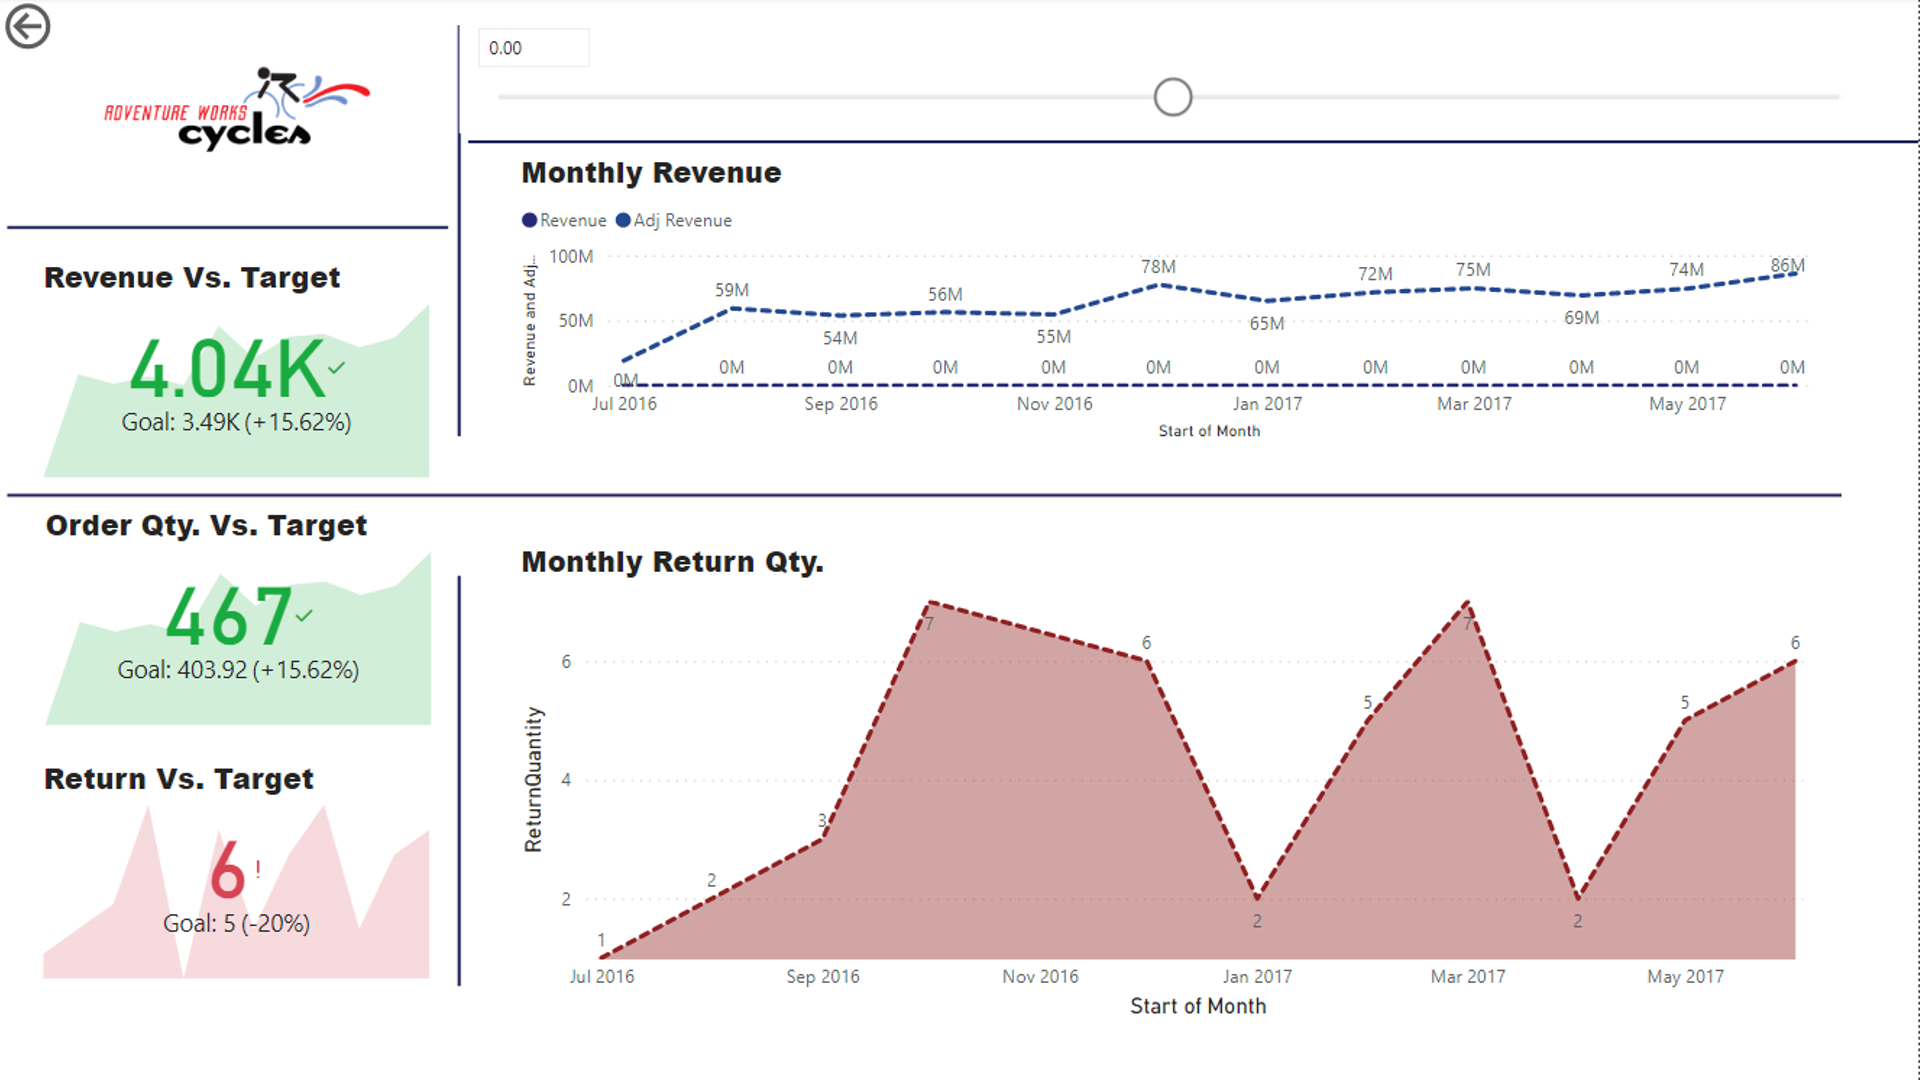 ADVENTURE WORKS
cycles
0.00
Monthly Revenue
Revenue Adj Revenue
Revenue and Adj...
100M
50M
0M
59M
54M
56M
55M
78M
65M
72M
75M
69M
74M
86M
0M
0M
0M
0M
0M
0M
0M
0M
0M
0M
0M
0M
Jul 2016
Sep 2016
Nov 2016
Jan 2017
Mar 2017
May 2017
Start of Month
Revenue Vs. Target
4.04K
Goal: 3.49K (+15.62%)
Order Qty. Vs. Target
467
Goal: 403.92 (+15.62%)
Return Vs. Target
6 !
Goal: 5 (-20%)
Monthly Return Qty.
ReturnQuantity
6
4
2
1
2
3
7
6
2
5
7
2
5
6
Jul 2016
Sep 2016
Nov 2016
Jan 2017
Mar 2017
May 2017
Start of Month